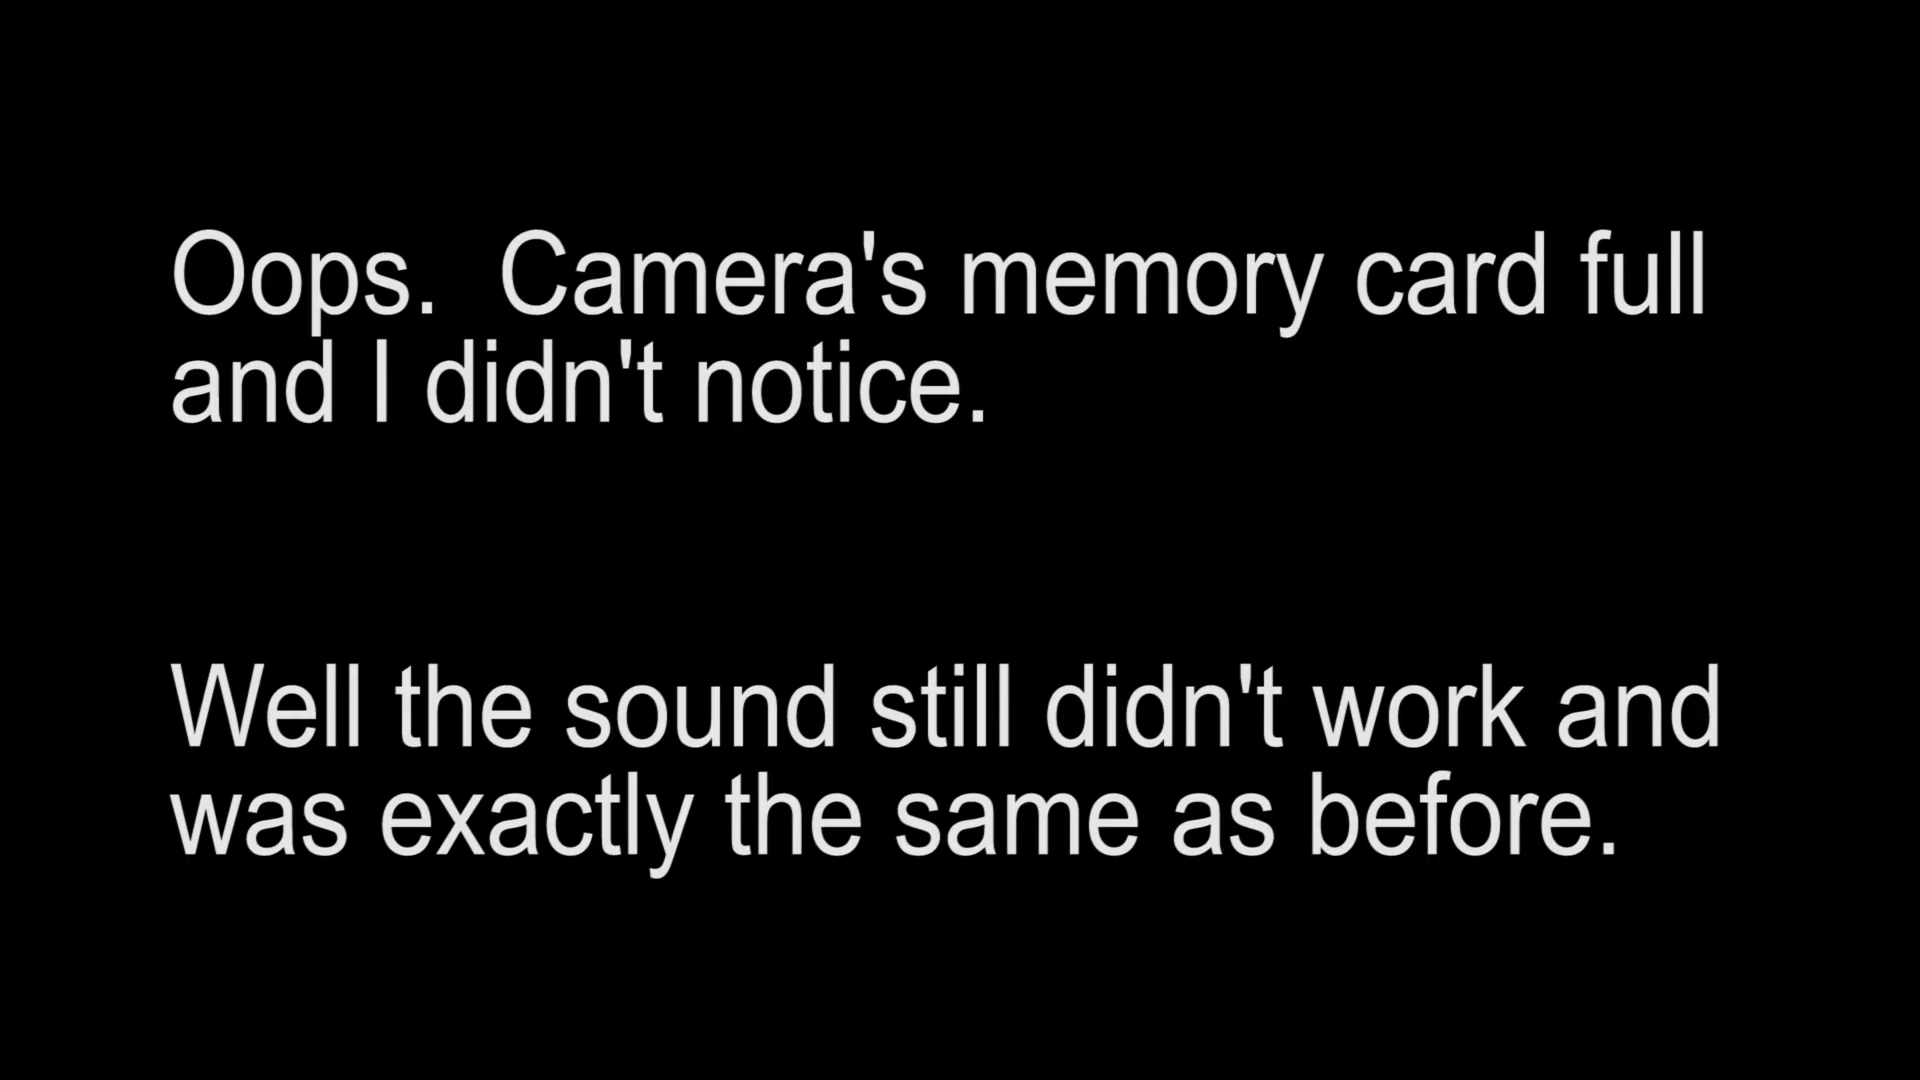 Oops.  Camera's memory card full
and I didn't notice.
Well the sound still didn't work and
was exactly the same as before.